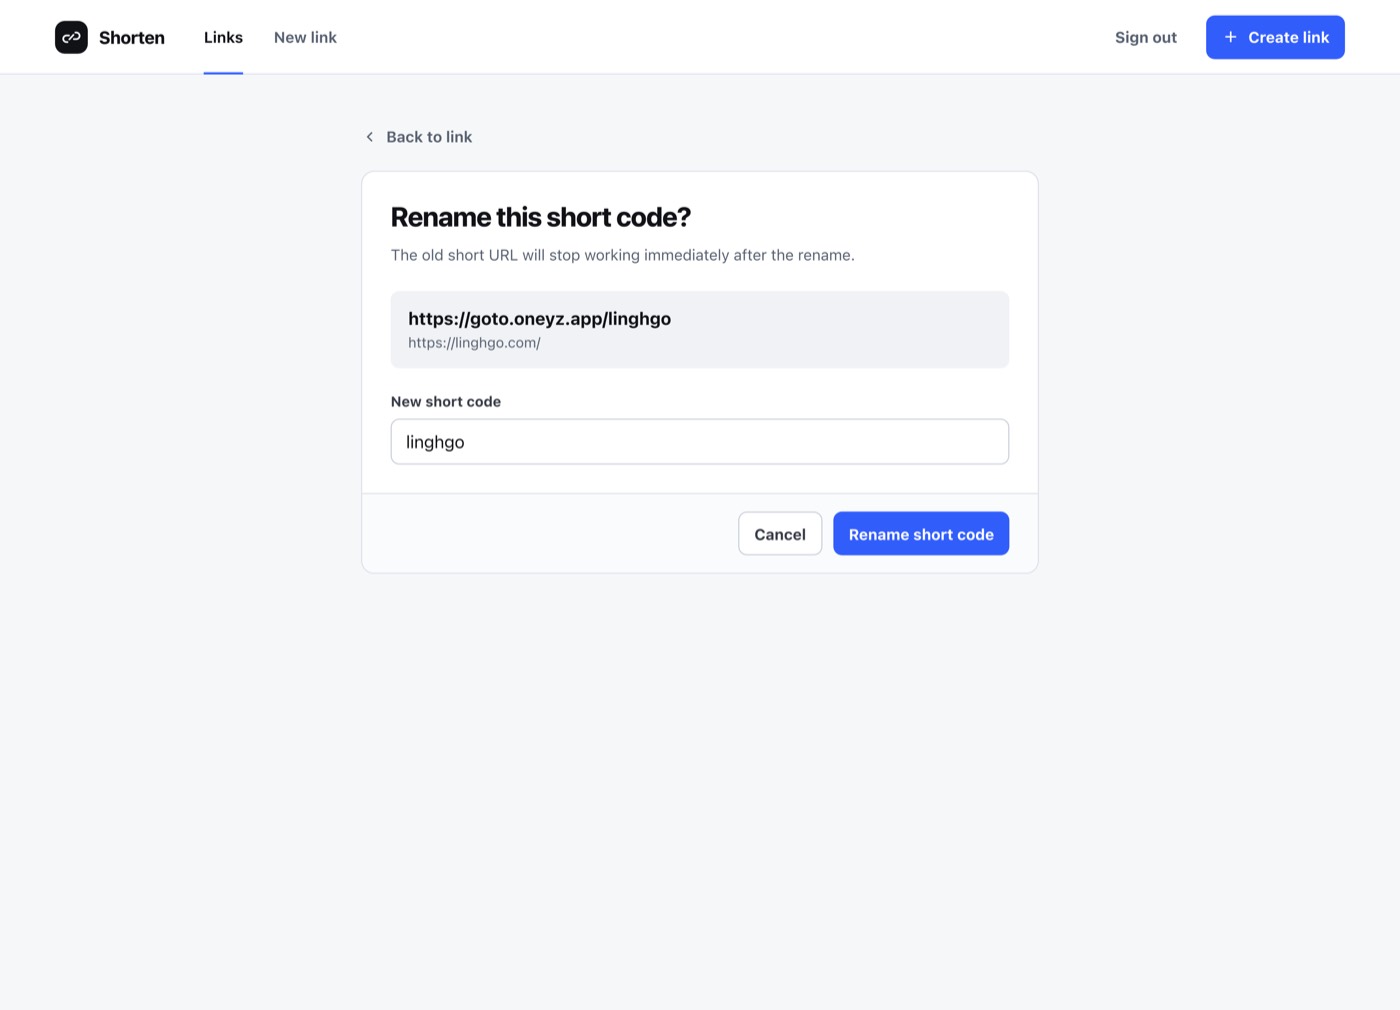 Shorten
Links
New link
Sign out
Create link
Back to link
Rename this short code?
The old short URL will stop working immediately after the rename.
https://goto.oneyz.app/linghgo
https://linghgo.com/
New short code
linghgo
Cancel
Rename short code